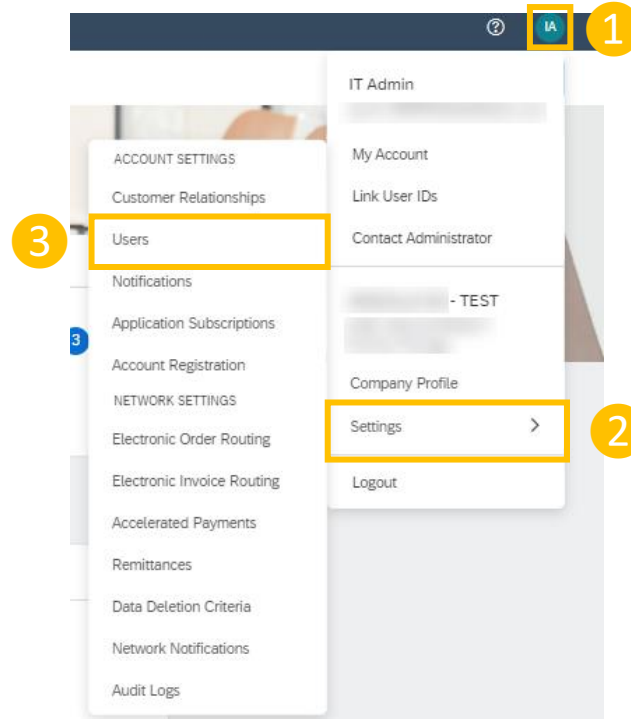 IA
1
IT Admin
My Account
Link User IDs
Contact Administrator
- TEST
Company Profile
Settings
2
Logout
ACCOUNT SETTINGS
Customer Relationships
3
Users
Notifications
Application Subscriptions
3
Account Registration
NETWORK SETTINGS
Electronic Order Routing
Electronic Invoice Routing
Accelerated Payments
Remittances
Data Deletion Criteria
Network Notifications
Audit Logs